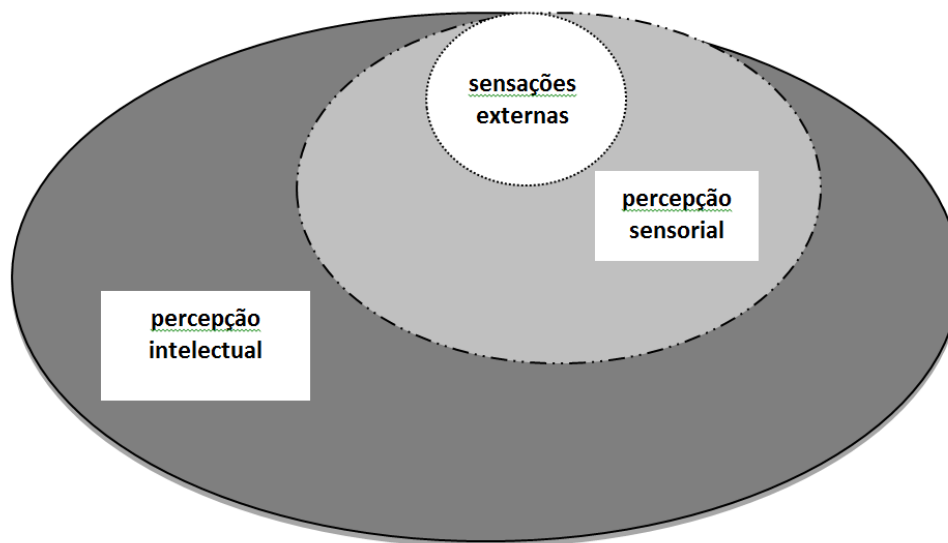 sensações
externas
percepção
sensorial
percepção
intelectual